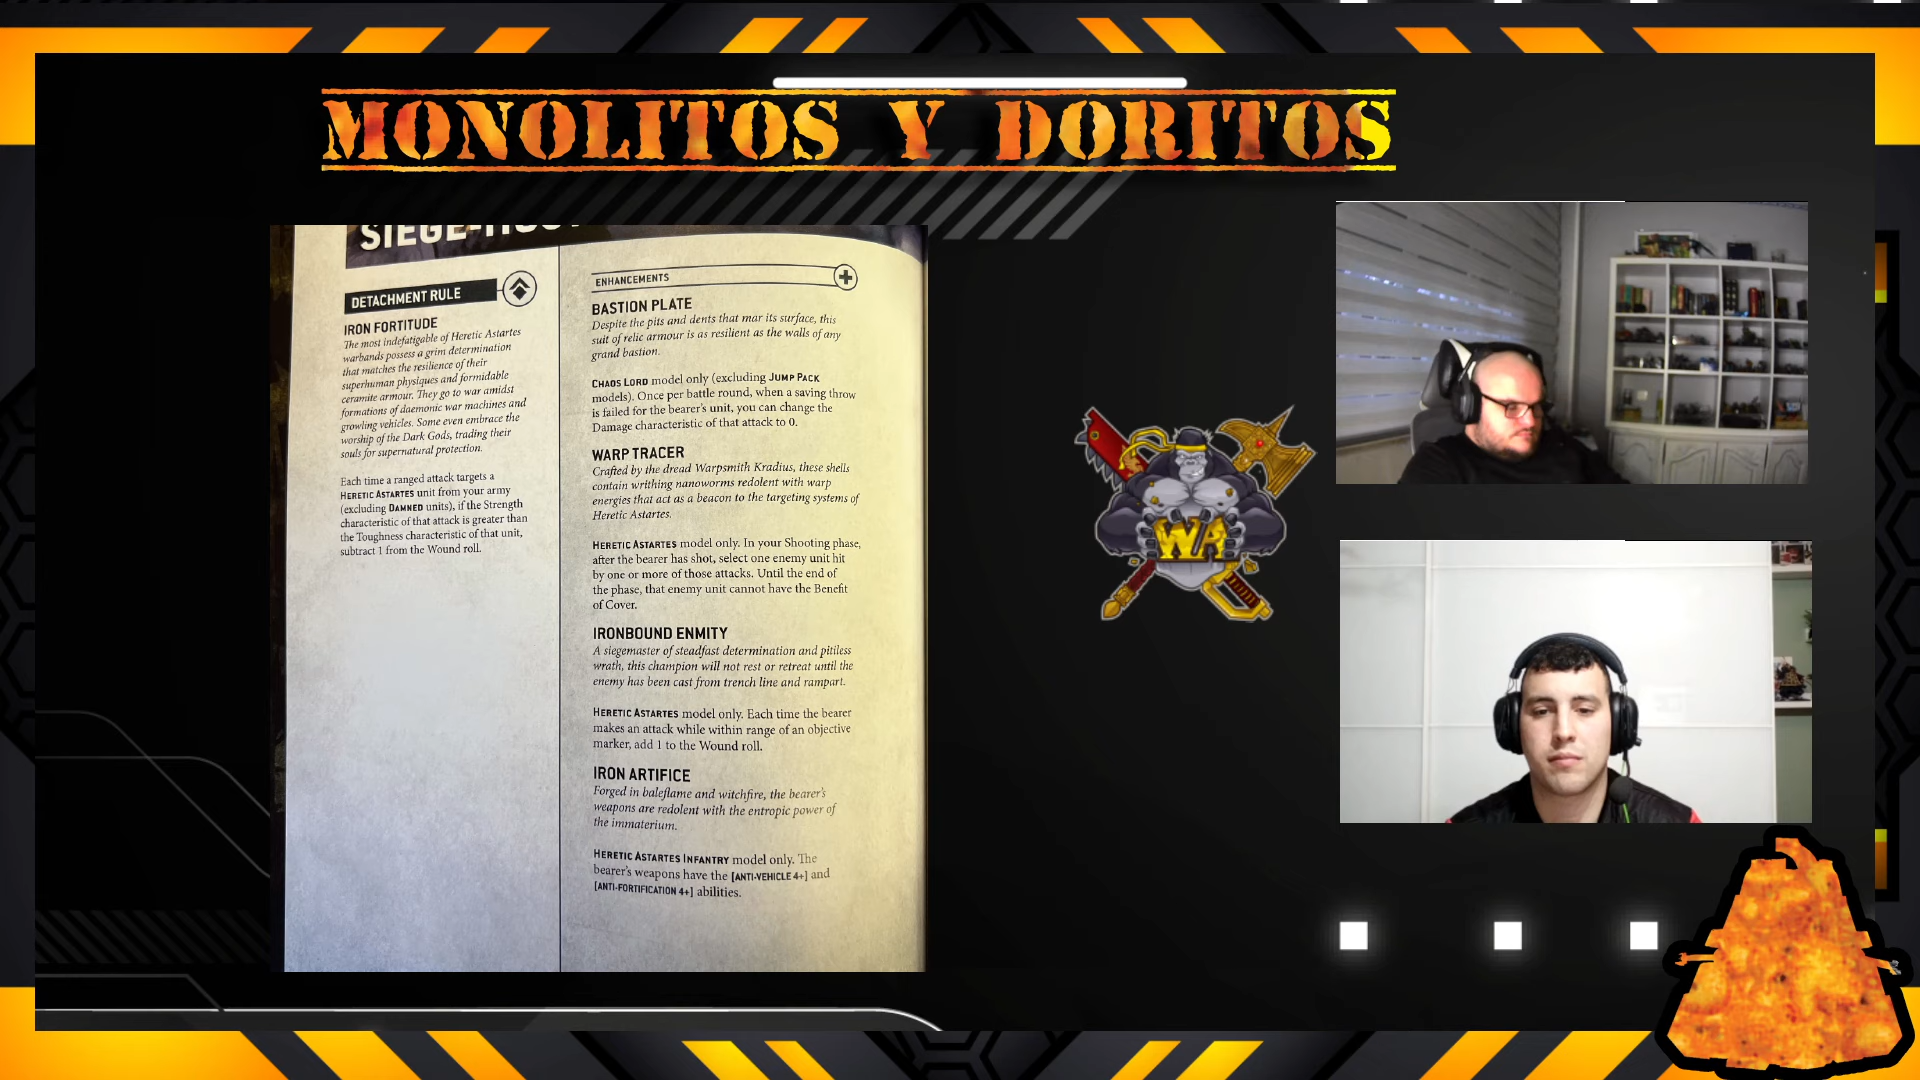 MONOLITOS Y DORITOS
DETACHMENT RULE
IRON FORTITUDE
The most indefatigable of Heretic Astartes
warbands possess a grim determination
that matches the resilience of their
superhuman physiques and formidable
ceramite armour. They go to war amidst
formations of daemonic war machines and
growling vehicles. Some even embrace the
worship of the Dark Gods, trading their
souls for supernatural protection.
Each time a ranged attack targets a
HERETIC ASTARTES unit from your army
(excluding DAMNED units), if the Strength
characteristic of that attack is greater than
the Toughness characteristic of that unit,
subtract 1 from the Wound roll.
ENHANCEMENTS
BASTION PLATE
Despite the pits and dents that mar its surface, this
suit of relic armour is as resilient as the walls of any
grand bastion.
CHAOS LORD model only (excluding JUMP PACK
models). Once per battle round, when a saving throw
is failed for the bearer's unit, you can change the
Damage characteristic of that attack to 0.
WARP TRACER
Crafted by the dread Warpsmith Kradius, these shells
contain writhing nanoworms redolent with warp
energies that act as a beacon to the targeting systems of
Heretic Astartes.
HERETIC ASTARTES model only. In your Shooting phase,
after the bearer has shot, select one enemy unit hit
by one or more of those attacks. Until the end of
the phase, that enemy unit cannot have the Benefit
of Cover.
IRONBOUND ENMITY
A siegemaster of steadfast determination and pitiless
wrath, this champion will not rest or retreat until the
enemy has been cast from trench line and rampart.
HERETIC ASTARTES model only. Each time the bearer
makes an attack while within range of an objective
marker, add 1 to the Wound roll.
IRON ARTIFICE
Forged in baleflame and witchfire, the bearer's
weapons are redolent with the entropic power of
the immaterium.
HERETIC ASTARTES INFANTRY model only. The
bearer's weapons have the [ANTI-VEHICLE 4+] and
[ANTI-FORTIFICATION 4+] abilities.
WA